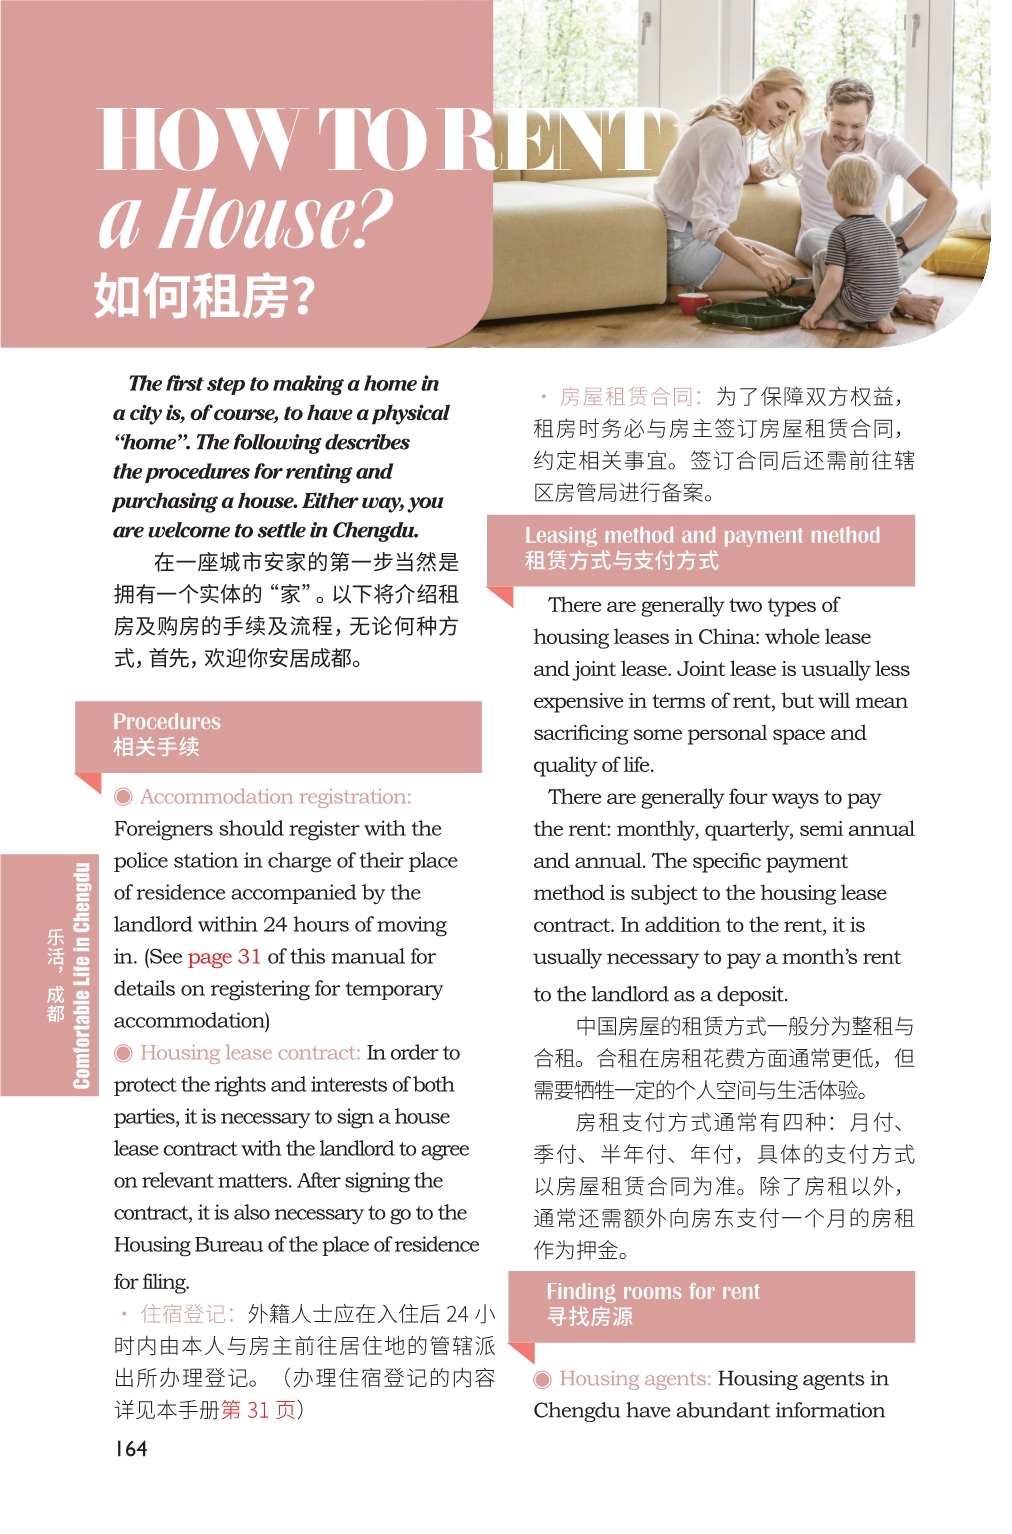 HOW TO RENT
a House?
如何租房？
The first step to making a home in
a city is, of course, to have a physical
“home”. The following describes
the procedures for renting and
purchasing a house. Either way, you
are welcome to settle in Chengdu.
在一座城市安家的第一步当然是
拥有一个实体的“家”。以下将介绍租
房及购房的手续及流程，无论何种方
式，首先，欢迎你安居成都。
Procedures
相关手续
◉ Accommodation registration:
Foreigners should register with the
police station in charge of their place
of residence accompanied by the
landlord within 24 hours of moving
in. (See page 31 of this manual for
details on registering for temporary
accommodation)
◉ Housing lease contract: In order to
protect the rights and interests of both
parties, it is necessary to sign a house
lease contract with the landlord to agree
on relevant matters. After signing the
contract, it is also necessary to go to the
Housing Bureau of the place of residence
for filing.
· 住宿登记：外籍人士应在入住后 24 小
时内由本人与房主前往居住地的管辖派
出所办理登记。（办理住宿登记的内容
详见本手册第 31 页）
· 房屋租赁合同：为了保障双方权益，
租房时务必与房主签订房屋租赁合同，
约定相关事宜。签订合同后还需前往辖
区房管局进行备案。
Leasing method and payment method
租赁方式与支付方式
There are generally two types of
housing leases in China: whole lease
and joint lease. Joint lease is usually less
expensive in terms of rent, but will mean
sacrificing some personal space and
quality of life.
There are generally four ways to pay
the rent: monthly, quarterly, semi annual
and annual. The specific payment
method is subject to the housing lease
contract. In addition to the rent, it is
usually necessary to pay a month’s rent
to the landlord as a deposit.
中国房屋的租赁方式一般分为整租与
合租。合租在房租花费方面通常更低，但
需要牺牲一定的个人空间与生活体验。
房租支付方式通常有四种：月付、
季付、半年付、年付，具体的支付方式
以房屋租赁合同为准。除了房租以外，
通常还需额外向房东支付一个月的房租
作为押金。
Finding rooms for rent
寻找房源
◉ Housing agents: Housing agents in
Chengdu have abundant information
乐活，成都
Comfortable Life in Chengdu
164